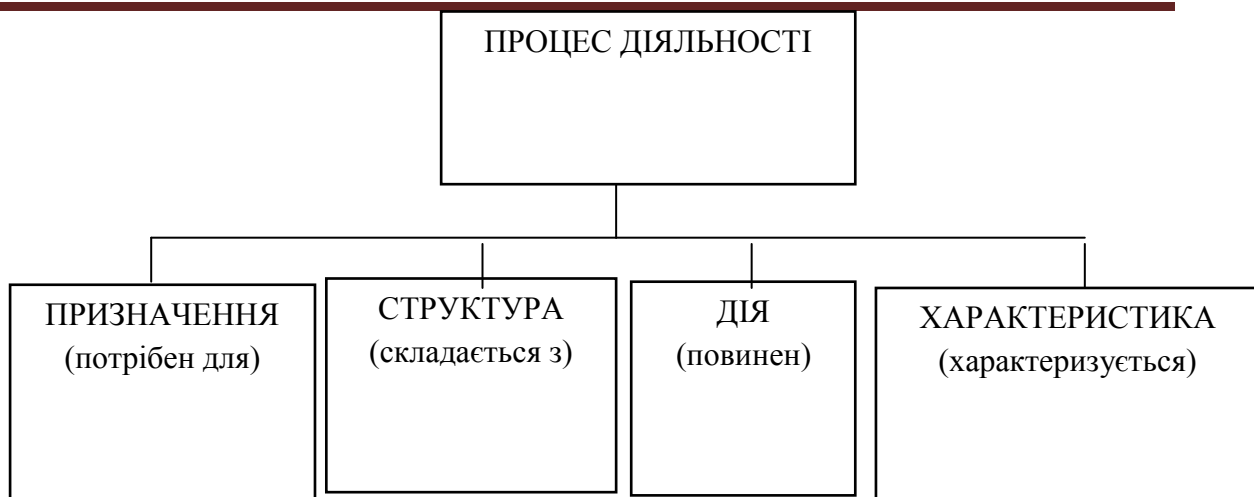 ПРОЦЕС ДІЯЛЬНОСТІ
ПРИЗНАЧЕННЯ
(потрібен для)
СТРУКТУРА
(складається з)
ДІЯ
(повинен)
ХАРАКТЕРИСТИКА
(характеризується)